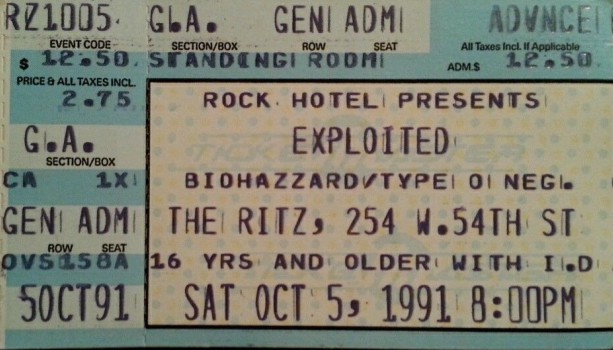 RZ1005 G.A. GEN ADM ADVNCE
EVENT CODE SECTION/BOX ROW SEAT All Taxes Incl. If Applicable
$ 12.50 STANDING ROOM ADM.$ 12.50
PRICE & ALL TAXES INCL.
2.75 ROCK HOTEL PRESENTS
G.A. EXPLOITED
SECTION/BOX
CA 1X BIOHAZZARD/TYPE O NEG.
GEN ADM THE RITZ, 254 W.54TH ST
ROW SEAT
OVS158A 16 YRS AND OLDER WITH I.D
5OCT91 SAT OCT 5, 1991 8:00PM